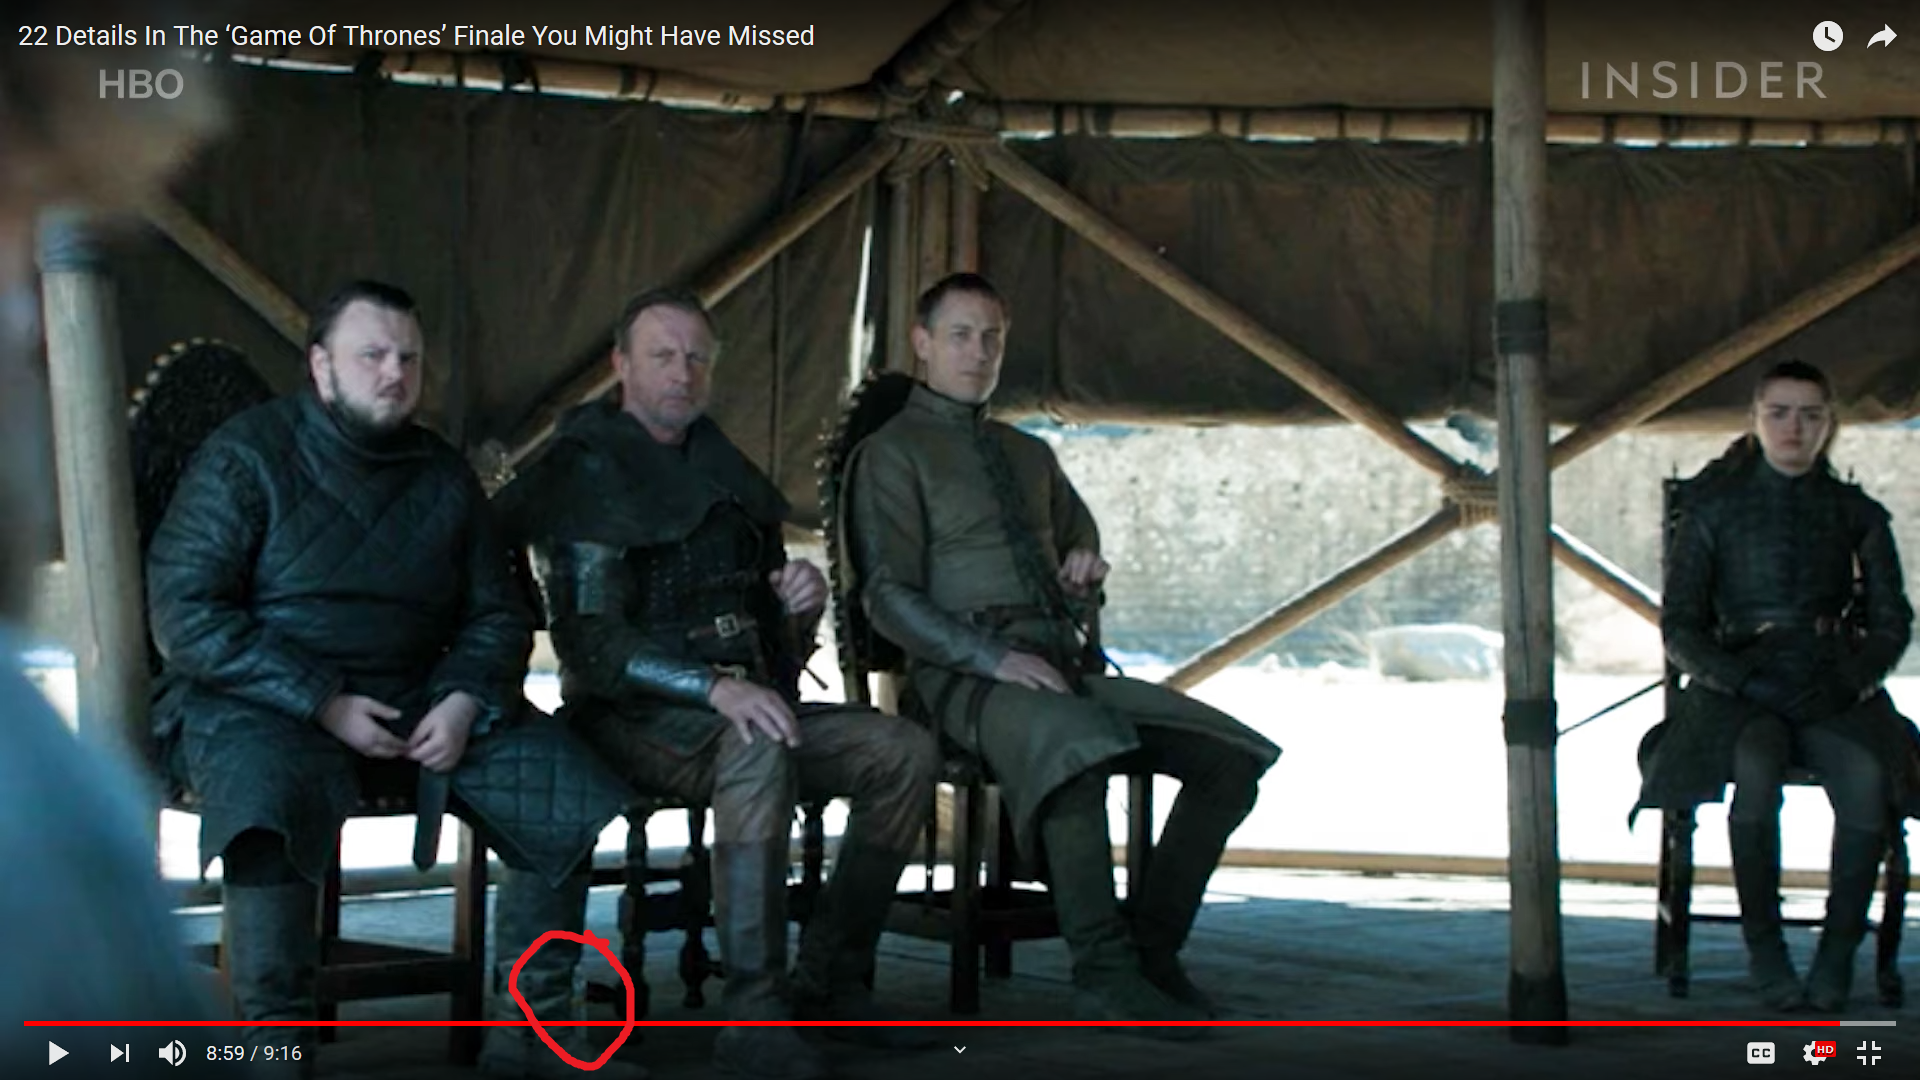 22 Details In The ‘Game Of Thrones’ Finale You Might Have Missed
HBO
INSIDER
8:59 / 9:16
CC
HD